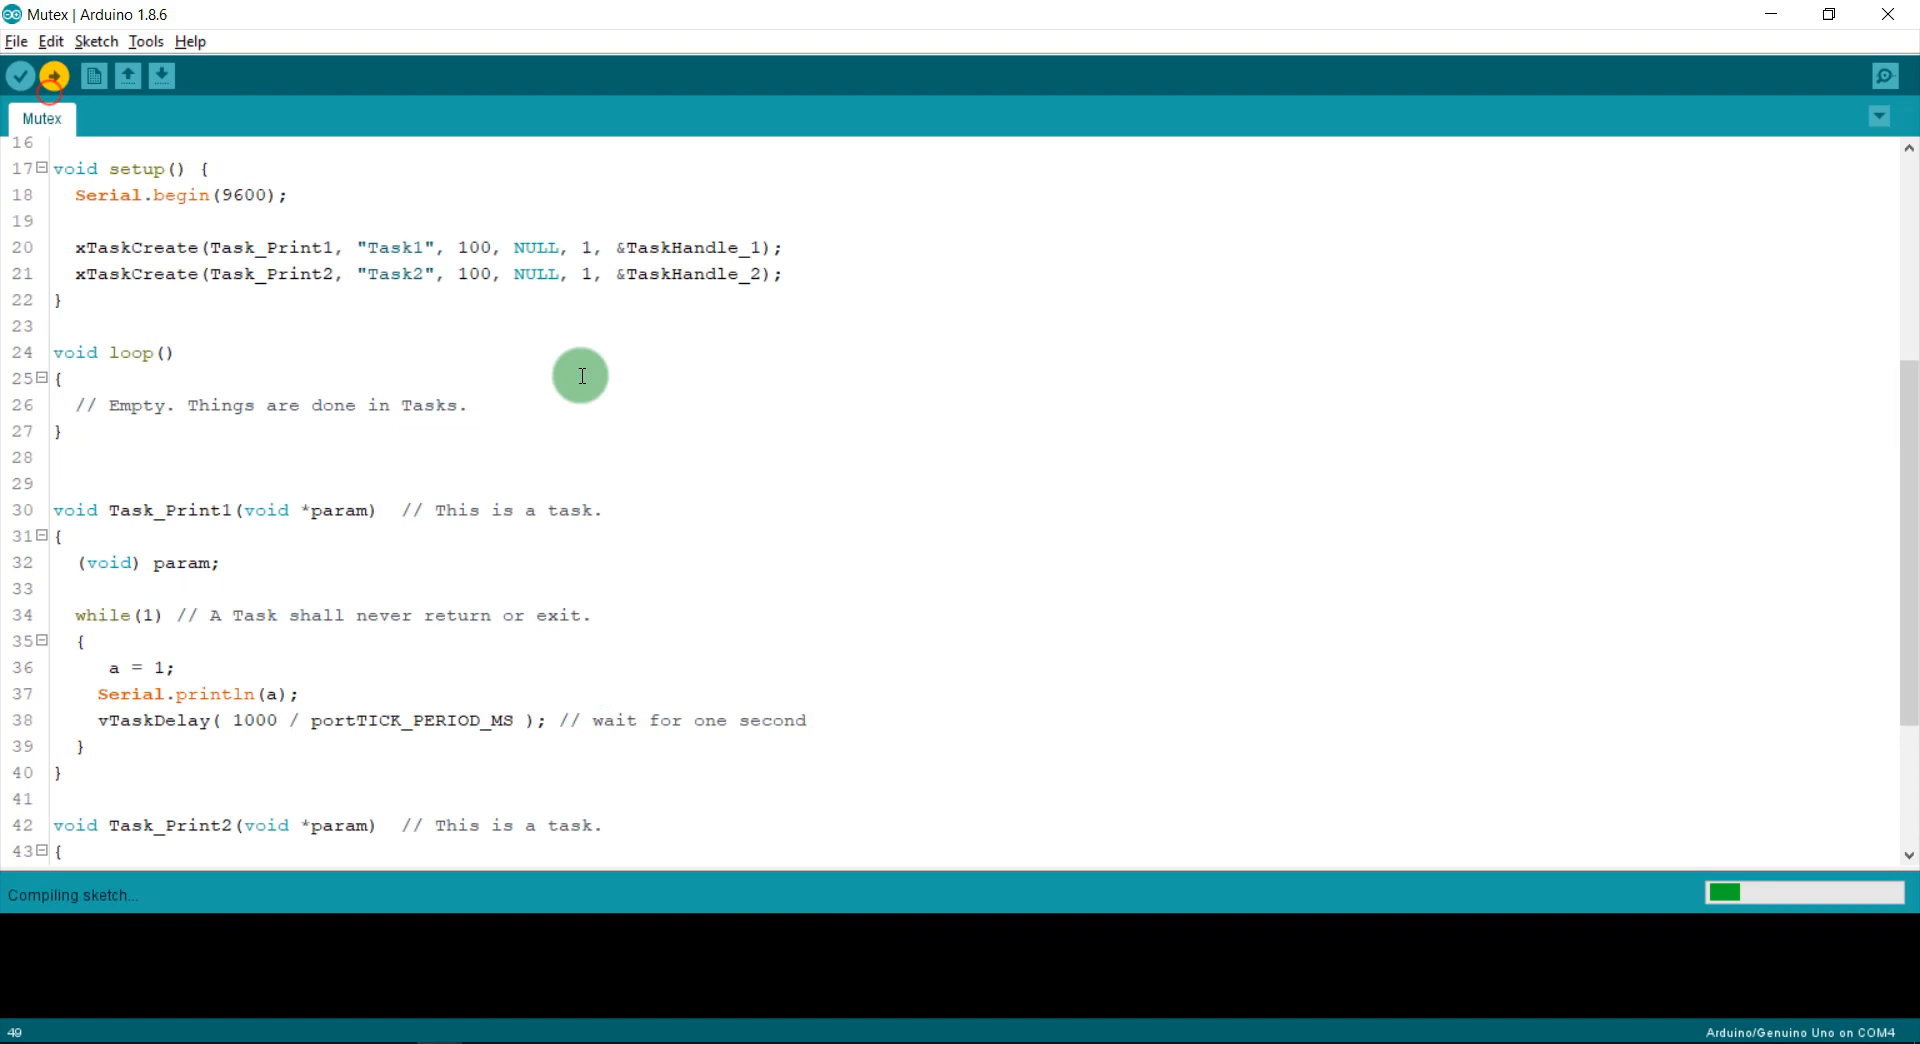 Mutex | Arduino 1.8.6
File Edit Sketch Tools Help
Mutex
16
17 void setup() {
18 Serial.begin(9600);
19
20 xTaskCreate(Task_Print1, "Task1", 100, NULL, 1, &TaskHandle_1);
21 xTaskCreate(Task_Print2, "Task2", 100, NULL, 1, &TaskHandle_2);
22 }
23
24 void loop()
25 {
26 // Empty. Things are done in Tasks.
27 }
28
29
30 void Task_Print1(void *param) // This is a task.
31 {
32 (void) param;
33
34 while(1) // A Task shall never return or exit.
35 {
36 a = 1;
37 Serial.println(a);
38 vTaskDelay( 1000 / portTICK_PERIOD_MS ); // wait for one second
39 }
40 }
41
42 void Task_Print2(void *param) // This is a task.
43 {
Compiling sketch...
49 Arduino/Genuino Uno on COM4